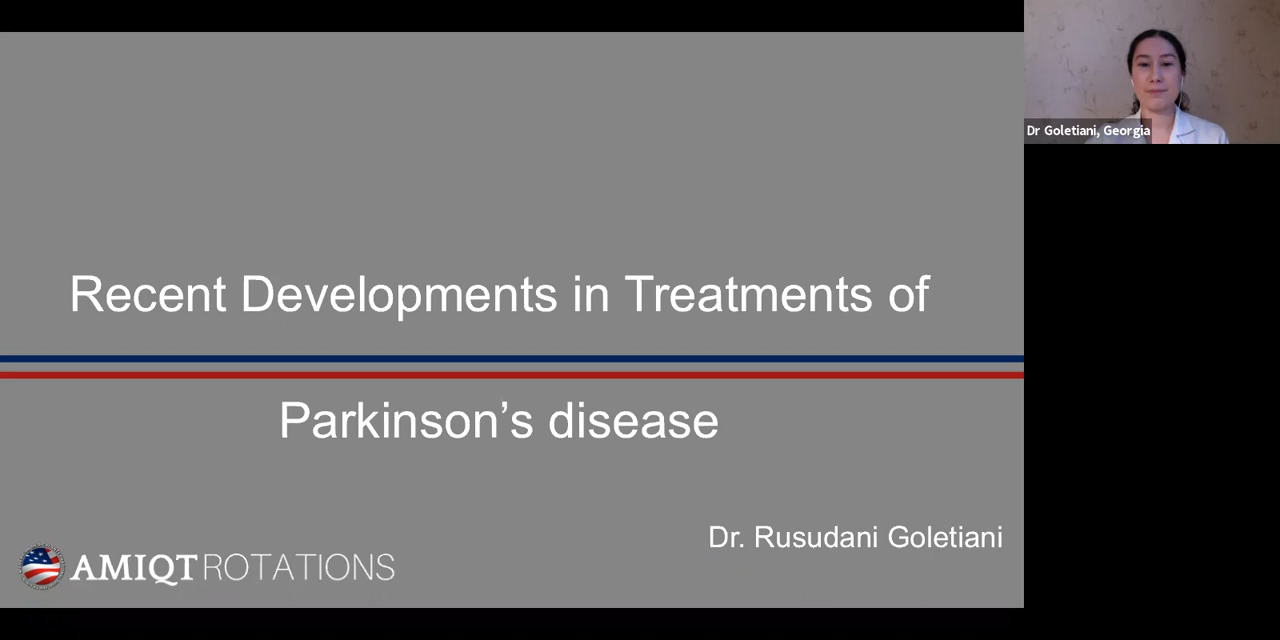 Recent Developments in Treatments of
Parkinson’s disease
Dr. Rusudani Goletiani
AMIQT ROTATIONS
Dr Goletiani, Georgia